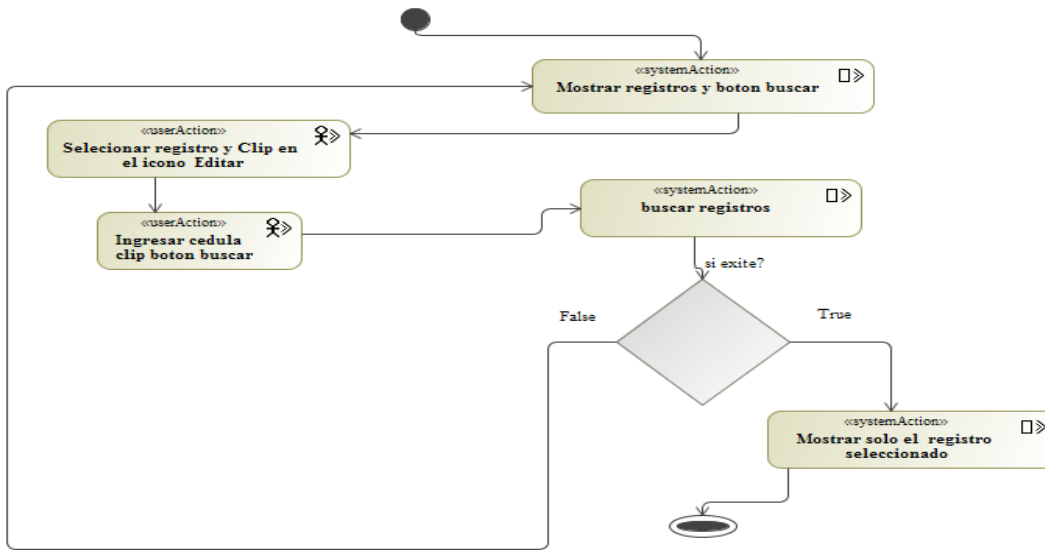 «systemAction»
Mostrar registros y boton buscar
«userAction»
Selecionar registro y Clip en
el icono Editar
«userAction»
Ingresar cedula
clip boton buscar
«systemAction»
buscar registros
si exite?
False
True
«systemAction»
Mostrar solo el registro
seleccionado